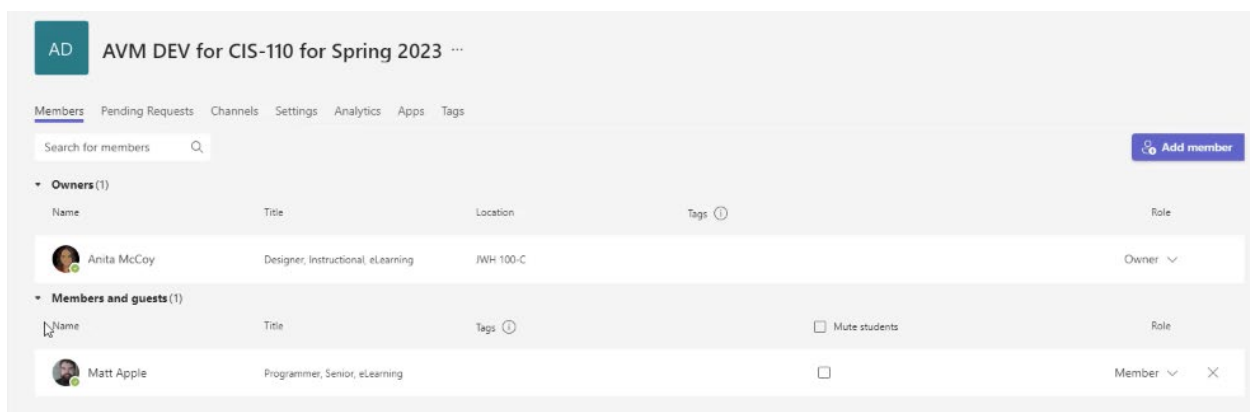 AD AVM DEV for CIS-110 for Spring 2023 ...
Members Pending Requests Channels Settings Analytics Apps Tags
Search for members Add member
Owners (1)
Name Title Location Tags Role
Anita McCoy Designer, Instructional, eLearning JWH 100-C Owner
Members and guests (1)
Name Title Tags Mute students Role
Matt Apple Programmer, Senior, eLearning Member